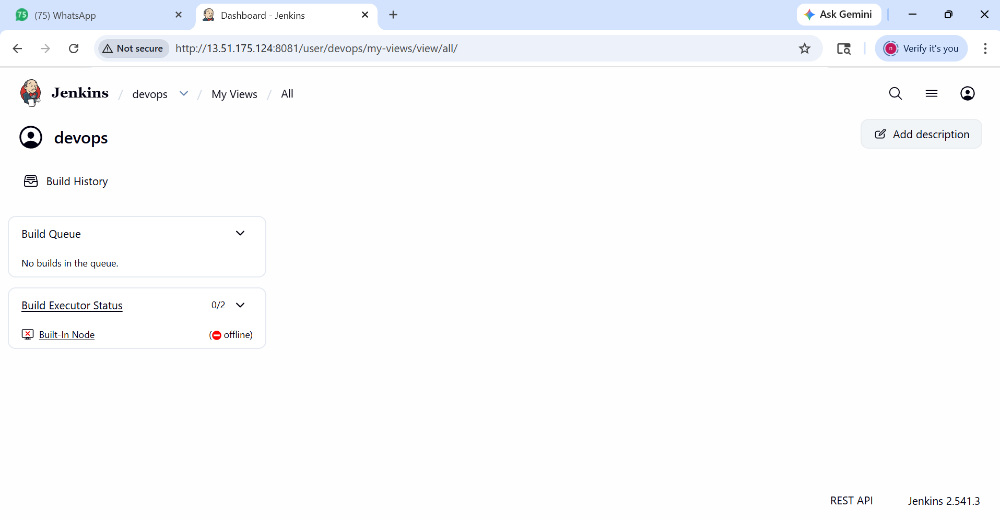 75 (75) WhatsApp
Dashboard - Jenkins
Ask Gemini
Not secure http://13.51.175.124:8081/user/devops/my-views/view/all/
n Verify it's you
Jenkins / devops / My Views / All
devops
Add description
Build History
Build Queue
No builds in the queue.
Build Executor Status 0/2
Built-In Node (offline)
REST API Jenkins 2.541.3